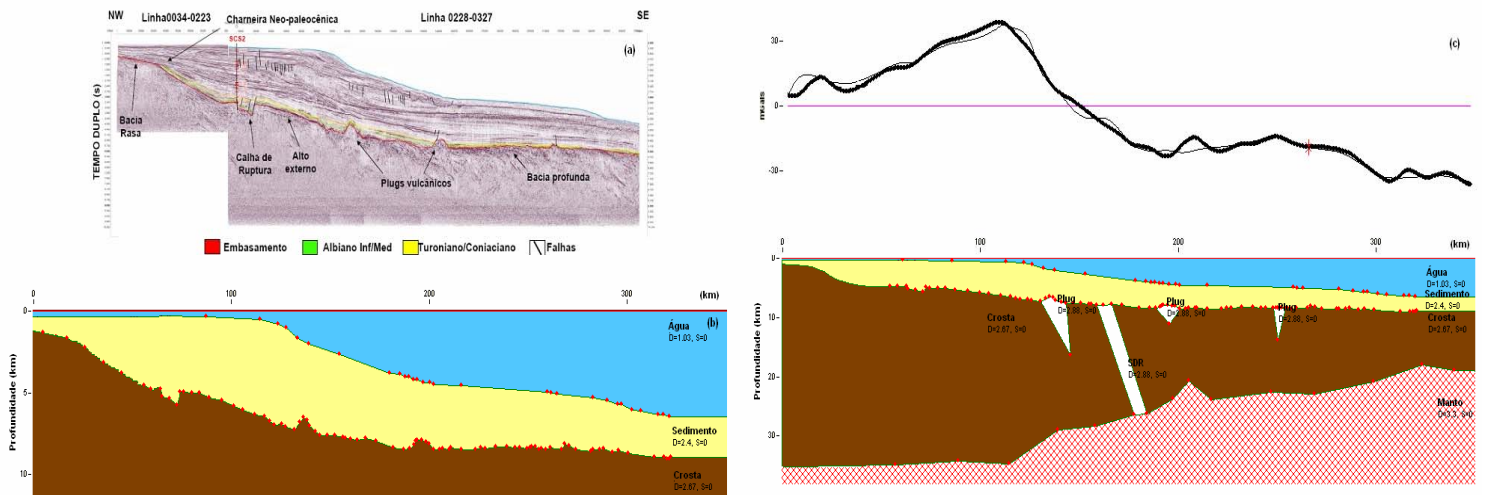 NW Linha0034-0223 Charneira Neo-paleocênica Linha 0228-0327 SE
SCS2
(a)
TEMPO DUPLO (s)
Bacia Rasa
Calha de Ruptura
Alto externo
Plugs vulcânicos
Bacia profunda
Embasamento Albiano Inf/Med Turoniano/Coniaciano Falhas
0 100 200 300 (km)
(b)
Profundidade (km)
0
5
10
Água
D=1.03, S=0
Sedimento
D=2.4, S=0
Crosta
D=2.67, S=0
(c)
mGals
30
0
-30
0 100 200 300 (km)
Profundidade (km)
0
10
20
30
Água
D=1.03, S=0
Sedimento
D=2.4, S=0
Crosta
D=2.67, S=0
Crosta
D=2.67, S=0
Plug
D=2.88, S=0
Plug
D=2.88, S=0
Plug
D=2.88, S=0
SDR
D=2.88, S=0
Manto
D=3.3, S=0